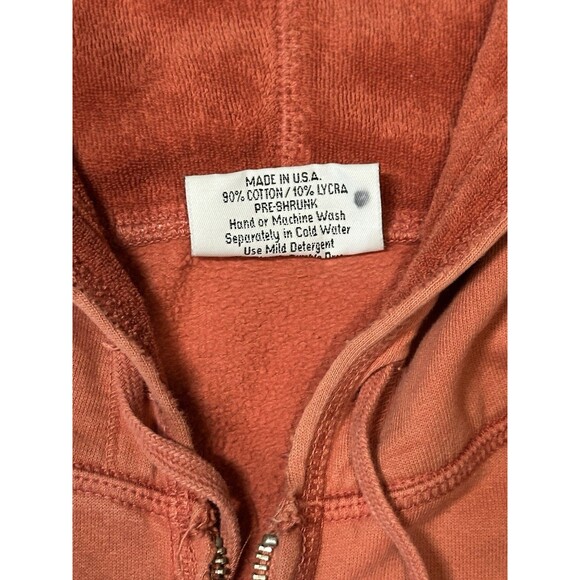 MADE IN U.S.A.
90% COTTON / 10% LYCRA
PRE-SHRUNK
Hand or Machine Wash
Separately in Cold Water
Use Mild Detergent